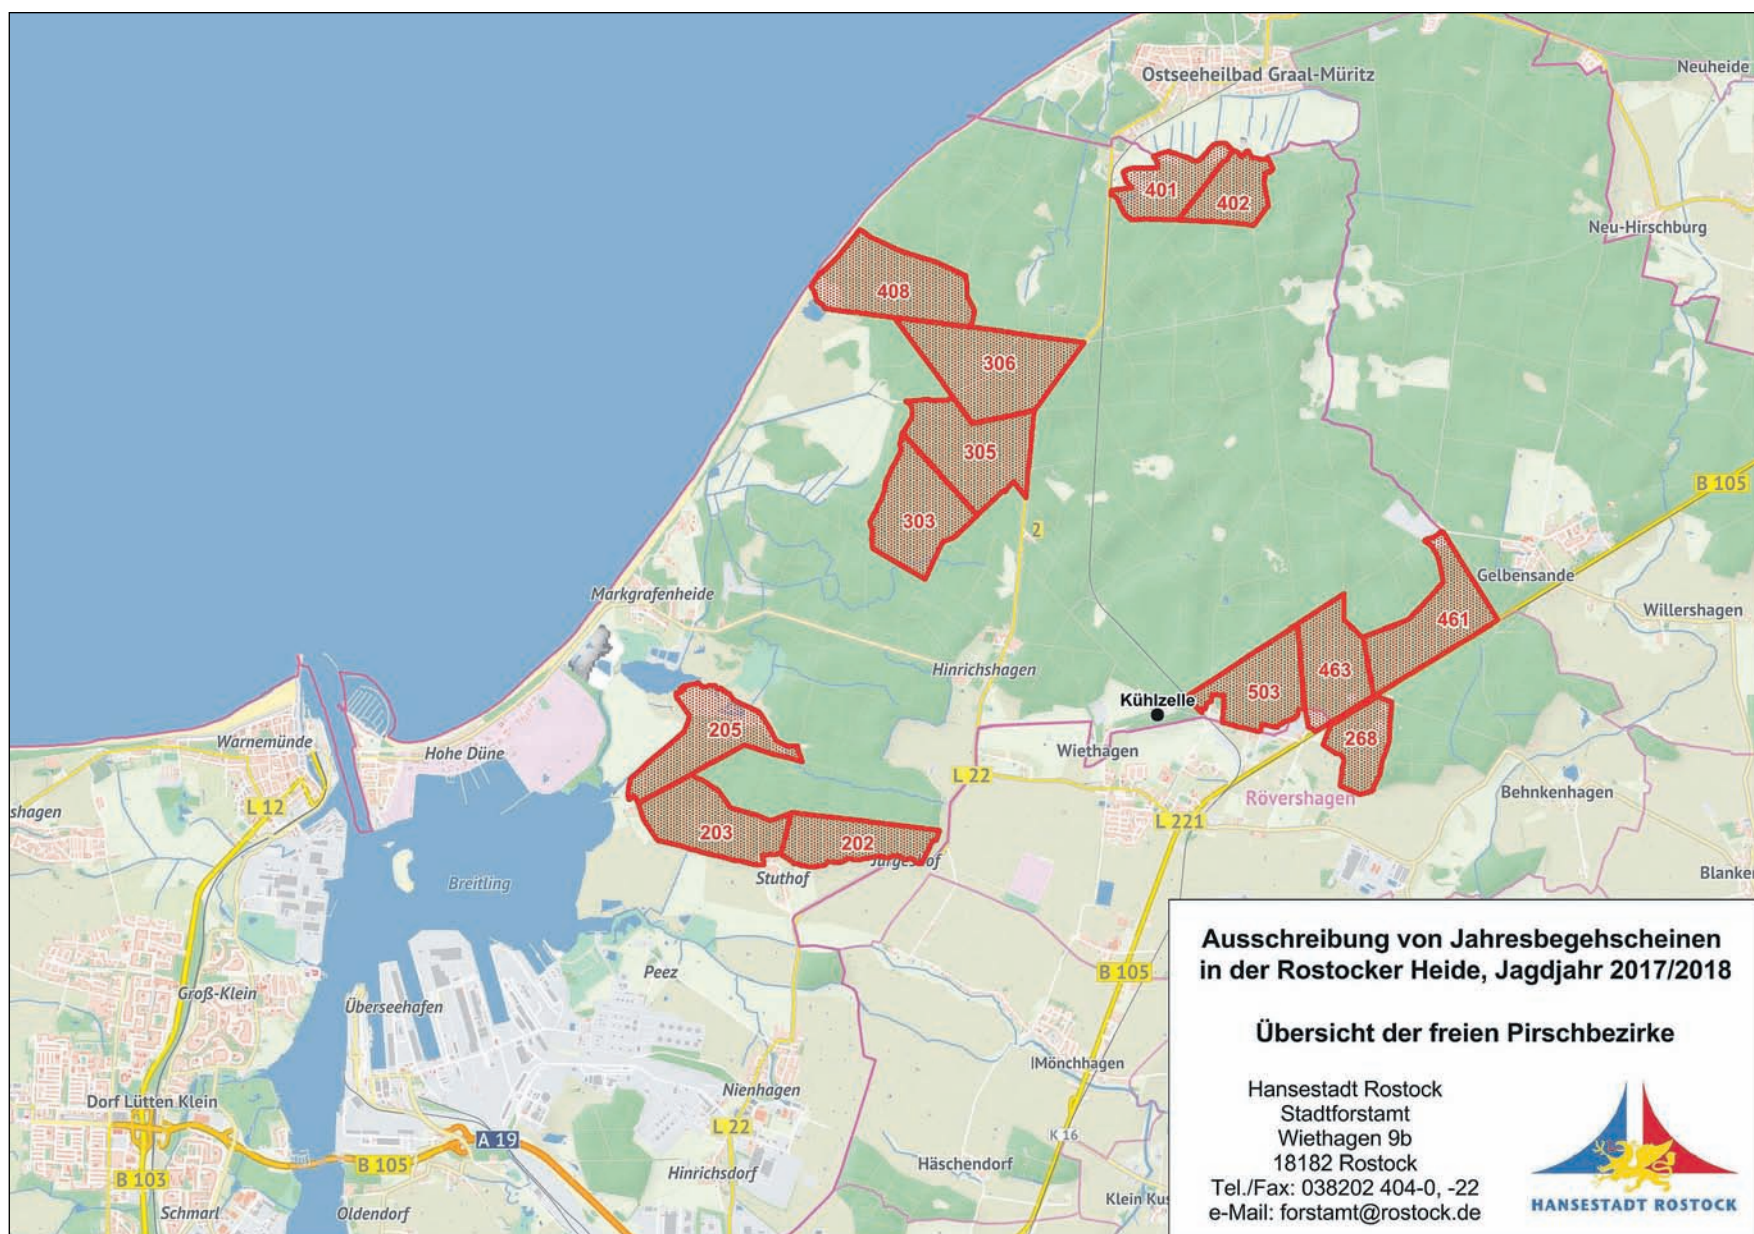 Ostseeheilbad Graal-Müritz
Neuheide
401
402
Neu-Hirschburg
408
306
305
303
B 105
2
Gelbensande
Markgrafenheide
Willershagen
461
Hinrichshagen
463
503
Kühlzelle
205
268
Warnemünde
Hohe Düne
Wiethagen
L 22
Behnkenhagen
Rövershagen
shagen
L 12
L 221
203
202
Jürgeshof
Stuthof
Breitling
Blanken
Ausschreibung von Jahresbegehscheinen
in der Rostocker Heide, Jagdjahr 2017/2018
Übersicht der freien Pirschbezirke
Hansestadt Rostock
Stadtforstamt
Wiethagen 9b
18182 Rostock
Tel./Fax: 038202 404-0, -22
e-Mail: forstamt@rostock.de
HANSESTADT ROSTOCK
B 105
Peez
Groß-Klein
Überseehafen
Mönchhagen
Nienhagen
Dorf Lütten Klein
L 22
K 16
A 19
B 105
B 103
Hinrichsdorf
Häschendorf
Klein Kus
Schmarl
Oldendorf